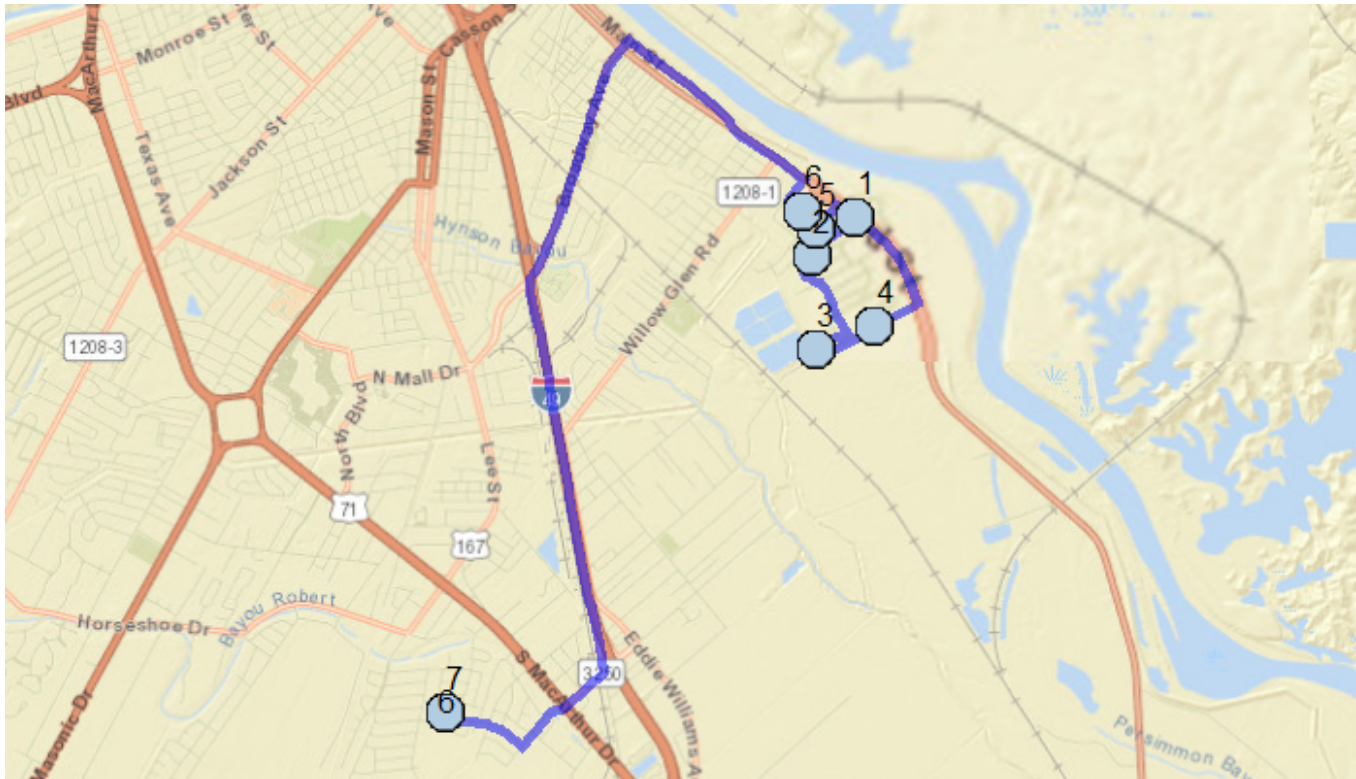 Monroe St
MacArthur
Blvd
Texas Ave
Jackson St
Mason St
Casson
Main St
Broadway Ave
Ave
Hynson Bayou
1208-1
Willow Glen Rd
6
5
1
2
3
4
1208-3
N Mall Dr
North Blvd
49
Lee St
71
167
Horseshoe Dr
Bayou Robert
S MacArthur Dr
3250
Eddie Williams A
7
6
Masonic Dr
Persimmon Ba